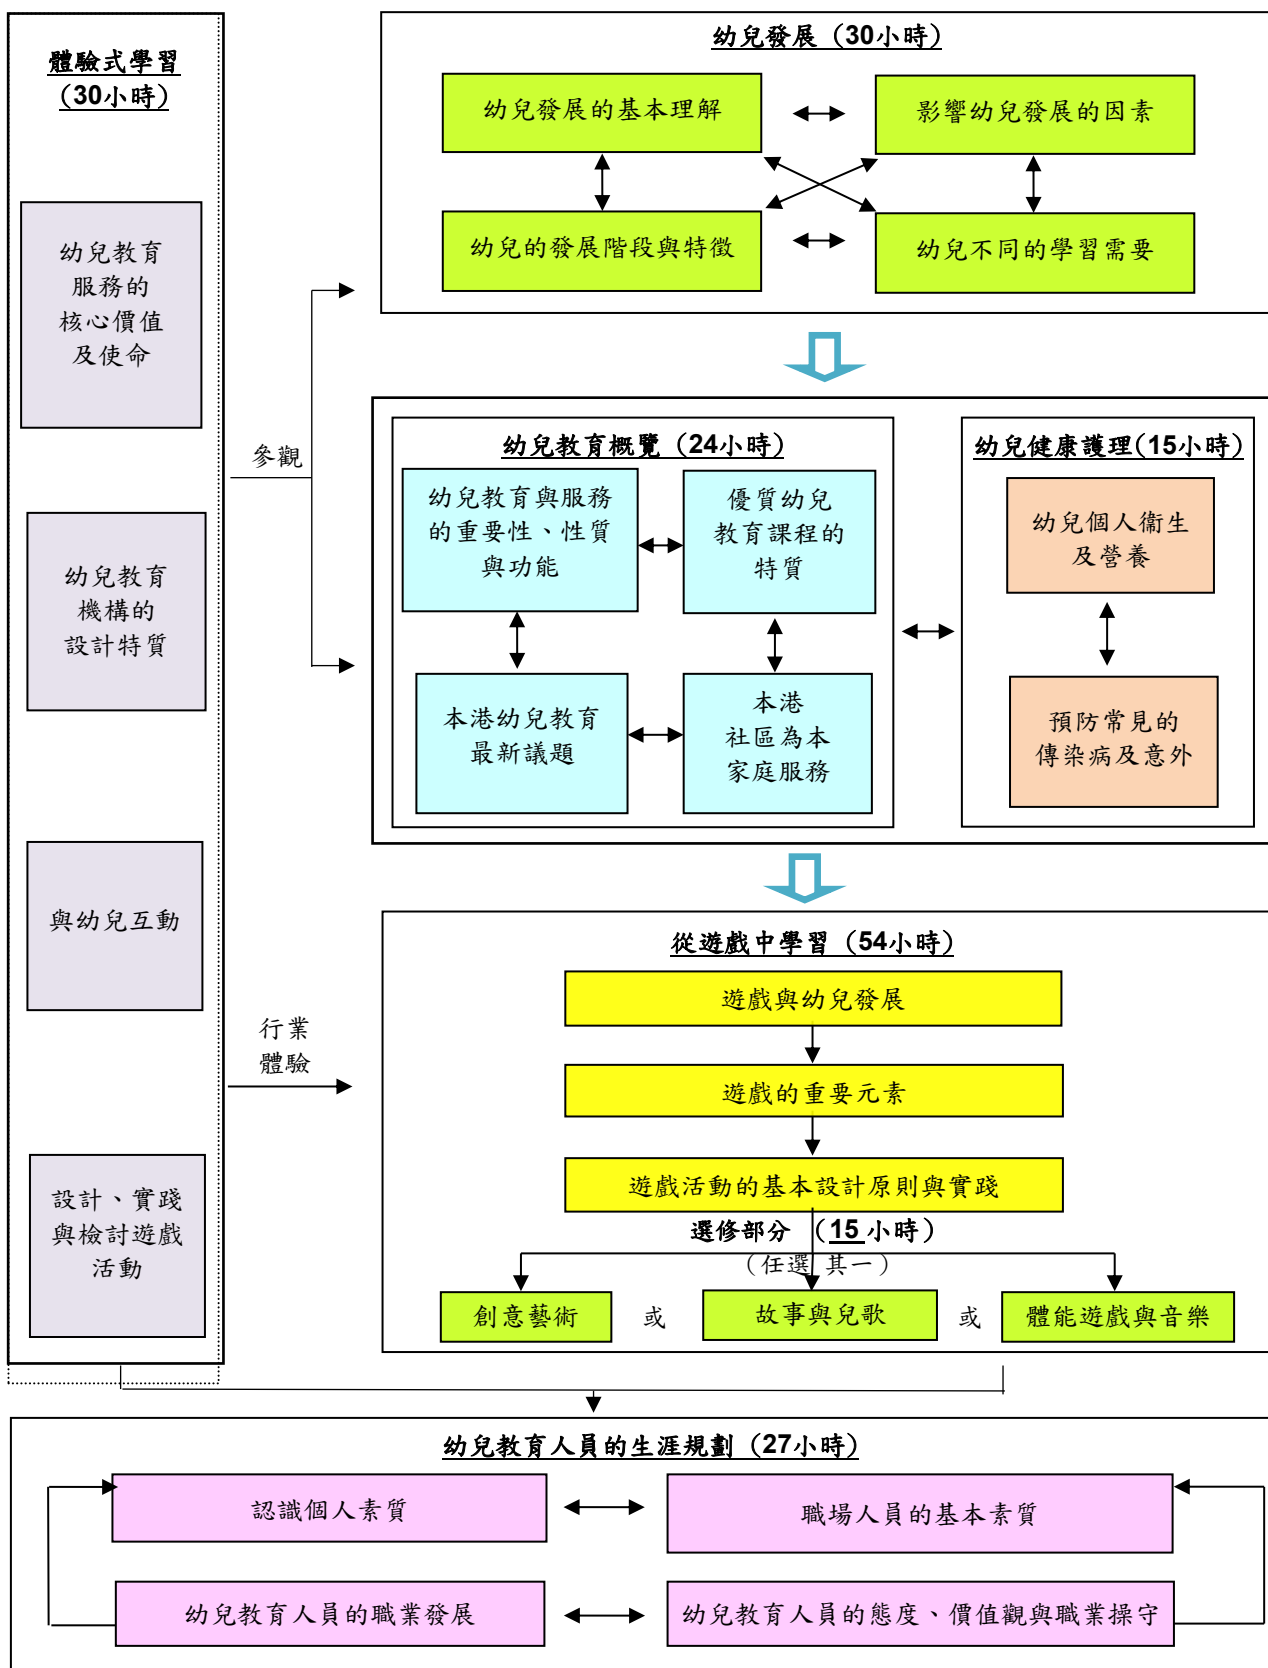 體驗式學習
(30小時)
幼兒教育
服務的
核心價值
及使命
幼兒教育
機構的
設計特質
與幼兒互動
設計、實踐
與檢討遊戲
活動
參觀
行業
體驗
幼兒發展 (30小時)
幼兒發展的基本理解
影響幼兒發展的因素
幼兒的發展階段與特徵
幼兒不同的學習需要
幼兒教育概覽 (24小時)
幼兒教育與服務
的重要性、性質
與功能
優質幼兒
教育課程的
特質
本港幼兒教育
最新議題
本港
社區為本
家庭服務
幼兒健康護理(15小時)
幼兒個人衞生
及營養
預防常見的
傳染病及意外
從遊戲中學習 (54小時)
遊戲與幼兒發展
遊戲的重要元素
遊戲活動的基本設計原則與實踐
選修部分 (15 小時)
(任選 其一)
創意藝術
或
故事與兒歌
或
體能遊戲與音樂
幼兒教育人員的生涯規劃 (27小時)
認識個人素質
職場人員的基本素質
幼兒教育人員的職業發展
幼兒教育人員的態度、價值觀與職業操守